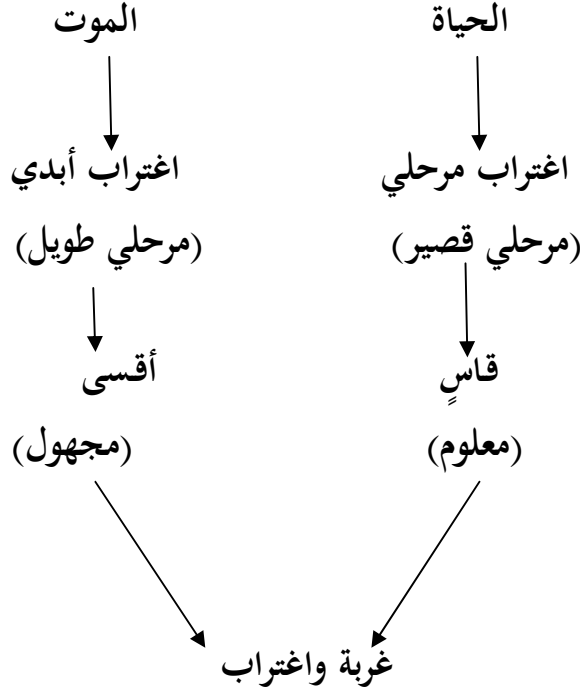 الحياة الموت
اغتراب مرحلي اغتراب أبدي
(مرحلي قصير) (مرحلي طويل)
قاسٍ أقسى
(معلوم) (مجهول)
غربة واغتراب